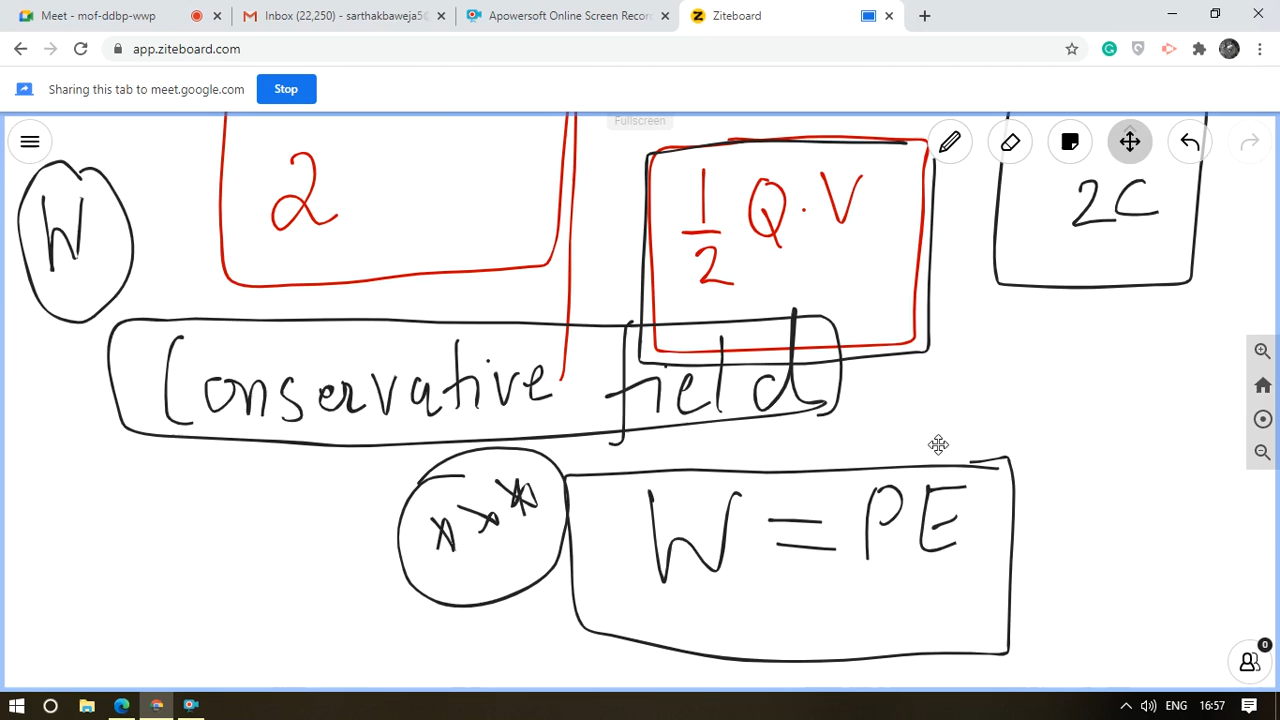 Meet - mof-ddbp-wwp
Inbox (22,250) - sarthakbaweja5
Apowersoft Online Screen Recor
Ziteboard
app.ziteboard.com
Sharing this tab to meet.google.com
Stop
Fullscreen
W
2
1/2 Q·V
2C
Conservative field
*** W = PE
0
ENG 16:57